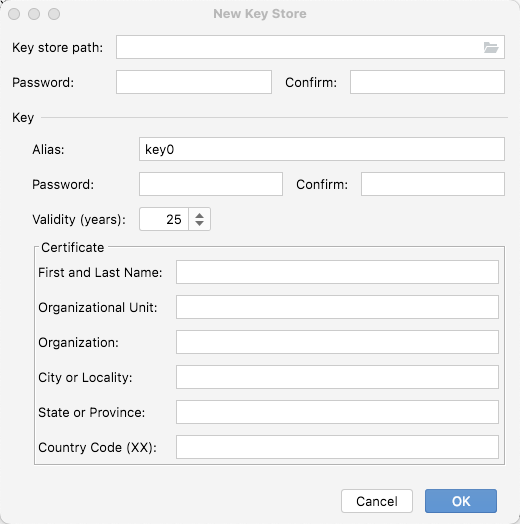 New Key Store
Key store path:
Password: Confirm:
Key
Alias: key0
Password: Confirm:
Validity (years): 25
Certificate
First and Last Name:
Organizational Unit:
Organization:
City or Locality:
State or Province:
Country Code (XX):
Cancel OK